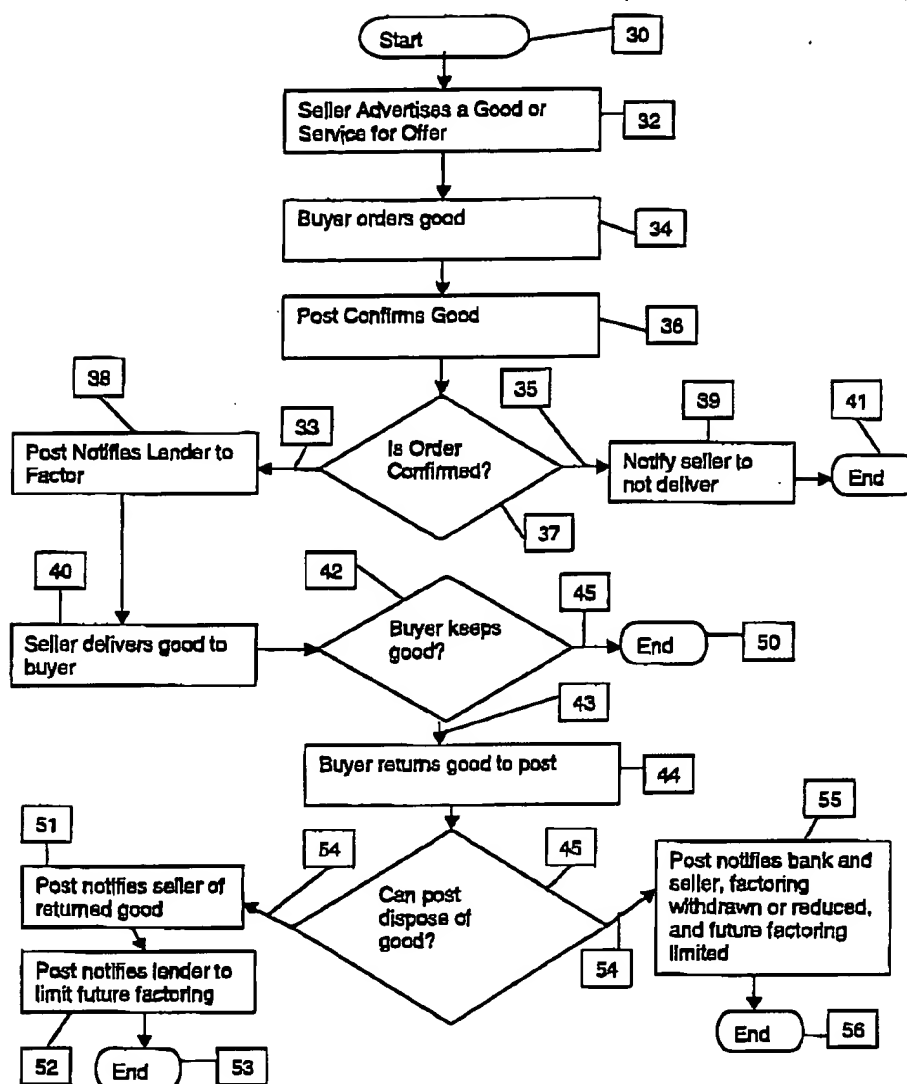 Start
30
Seller Advertises a Good or
Service for Offer
32
Buyer orders good
34
Post Confirms Good
36
38
33
35
39
41
Post Notifies Lender to
Factor
Is Order
Confirmed?
Notify seller to
not deliver
End
37
40
42
45
Seller delivers good to
buyer
Buyer keeps
good?
End
50
43
Buyer returns good to post
44
51
54
45
55
Post notifies seller of
returned good
Can post
dispose of
good?
Post notifies bank and
seller, factoring
withdrawn or reduced,
and future factoring
limited
54
Post notifies lender to
limit future factoring
52
End
53
End
56